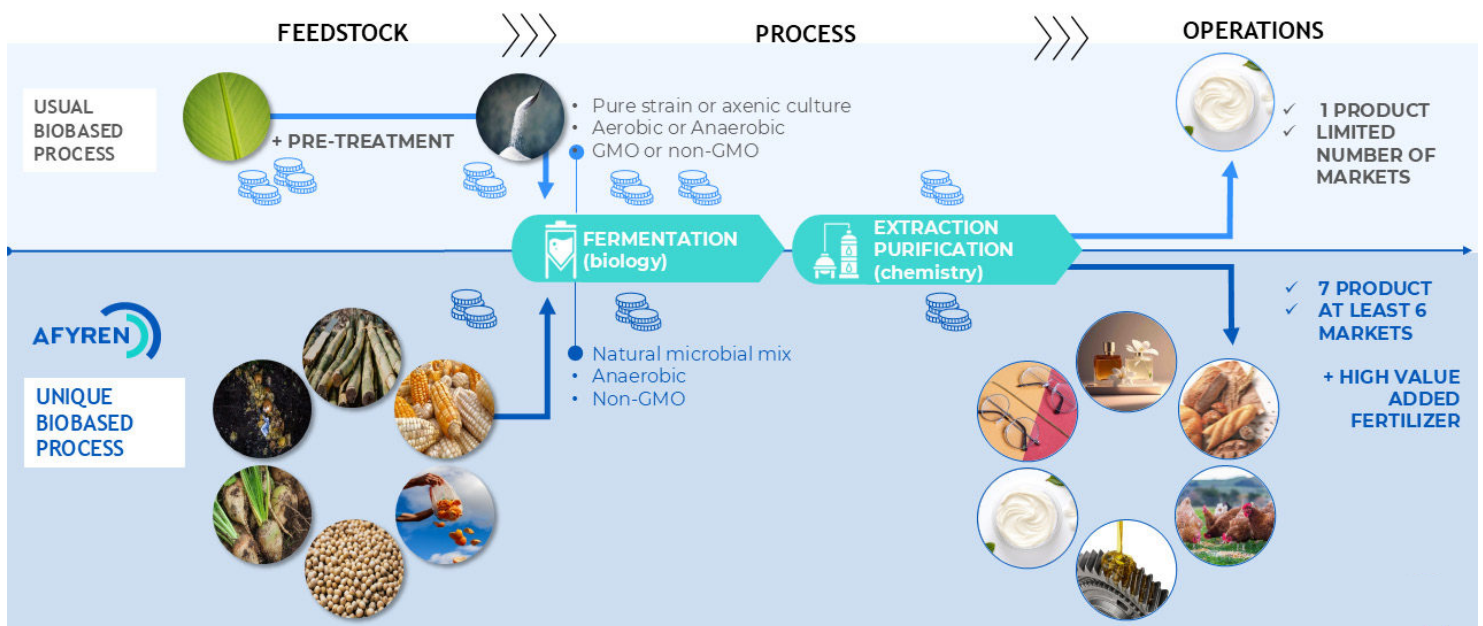 FEEDSTOCK
PROCESS
OPERATIONS
USUAL
BIOBASED
PROCESS
+ PRE-TREATMENT
• Pure strain or axenic culture
• Aerobic or Anaerobic
• GMO or non-GMO
✓ 1 PRODUCT
✓ LIMITED
NUMBER OF
MARKETS
FERMENTATION
(biology)
EXTRACTION
PURIFICATION
(chemistry)
AFYREN
UNIQUE
BIOBASED
PROCESS
• Natural microbial mix
• Anaerobic
• Non-GMO
✓ 7 PRODUCT
✓ AT LEAST 6
MARKETS
+ HIGH VALUE
ADDED
FERTILIZER